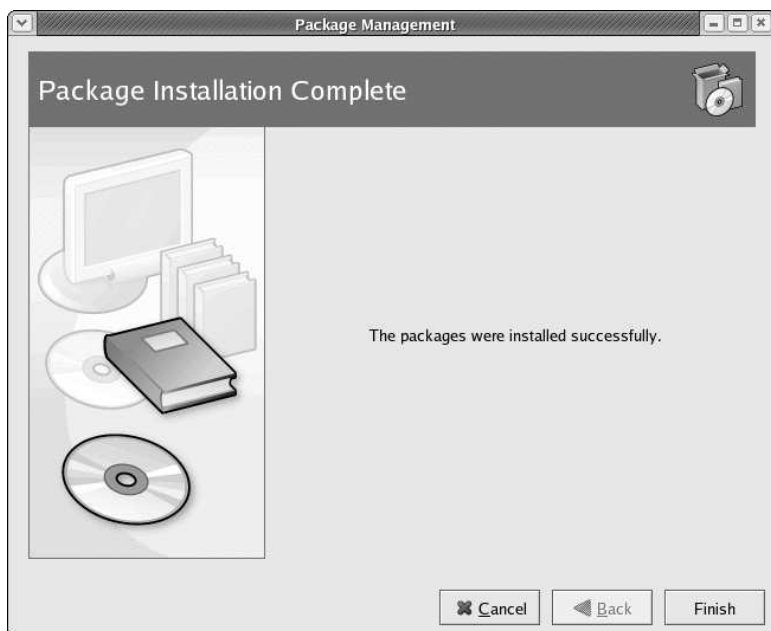 Package Management
Package Installation Complete
The packages were installed successfully.
Cancel
Back
Finish